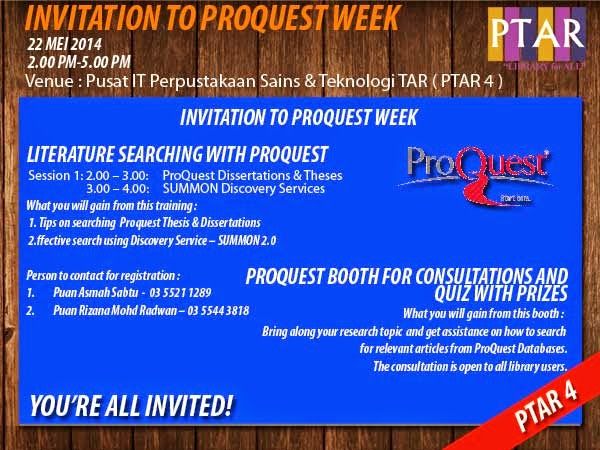 INVITATION TO PROQUEST WEEK
22 MEI 2014
2.00 PM-5.00 PM
Venue : Pusat IT Perpustakaan Sains & Teknologi TAR ( PTAR 4 )
PTAR
"LIBRARY for ALL"
INVITATION TO PROQUEST WEEK
LITERATURE SEARCHING WITH PROQUEST
Session 1: 2.00 – 3.00: ProQuest Dissertations & Theses
3.00 – 4.00: SUMMON Discovery Services
What you will gain from this training :
1. Tips on searching Proquest Thesis & Dissertations
2.ffective search using Discovery Service – SUMMON 2.0
ProQuest
Start here.
Person to contact for registration :
1. Puan Asmah Sabtu - 03 5521 1289
2. Puan Rizana Mohd Radwan – 03 5544 3818
PROQUEST BOOTH FOR CONSULTATIONS AND
QUIZ WITH PRIZES
What you will gain from this booth :
Bring along your research topic and get assistance on how to search
for relevant articles from ProQuest Databases.
The consultation is open to all library users.
YOU'RE ALL INVITED!
PTAR 4